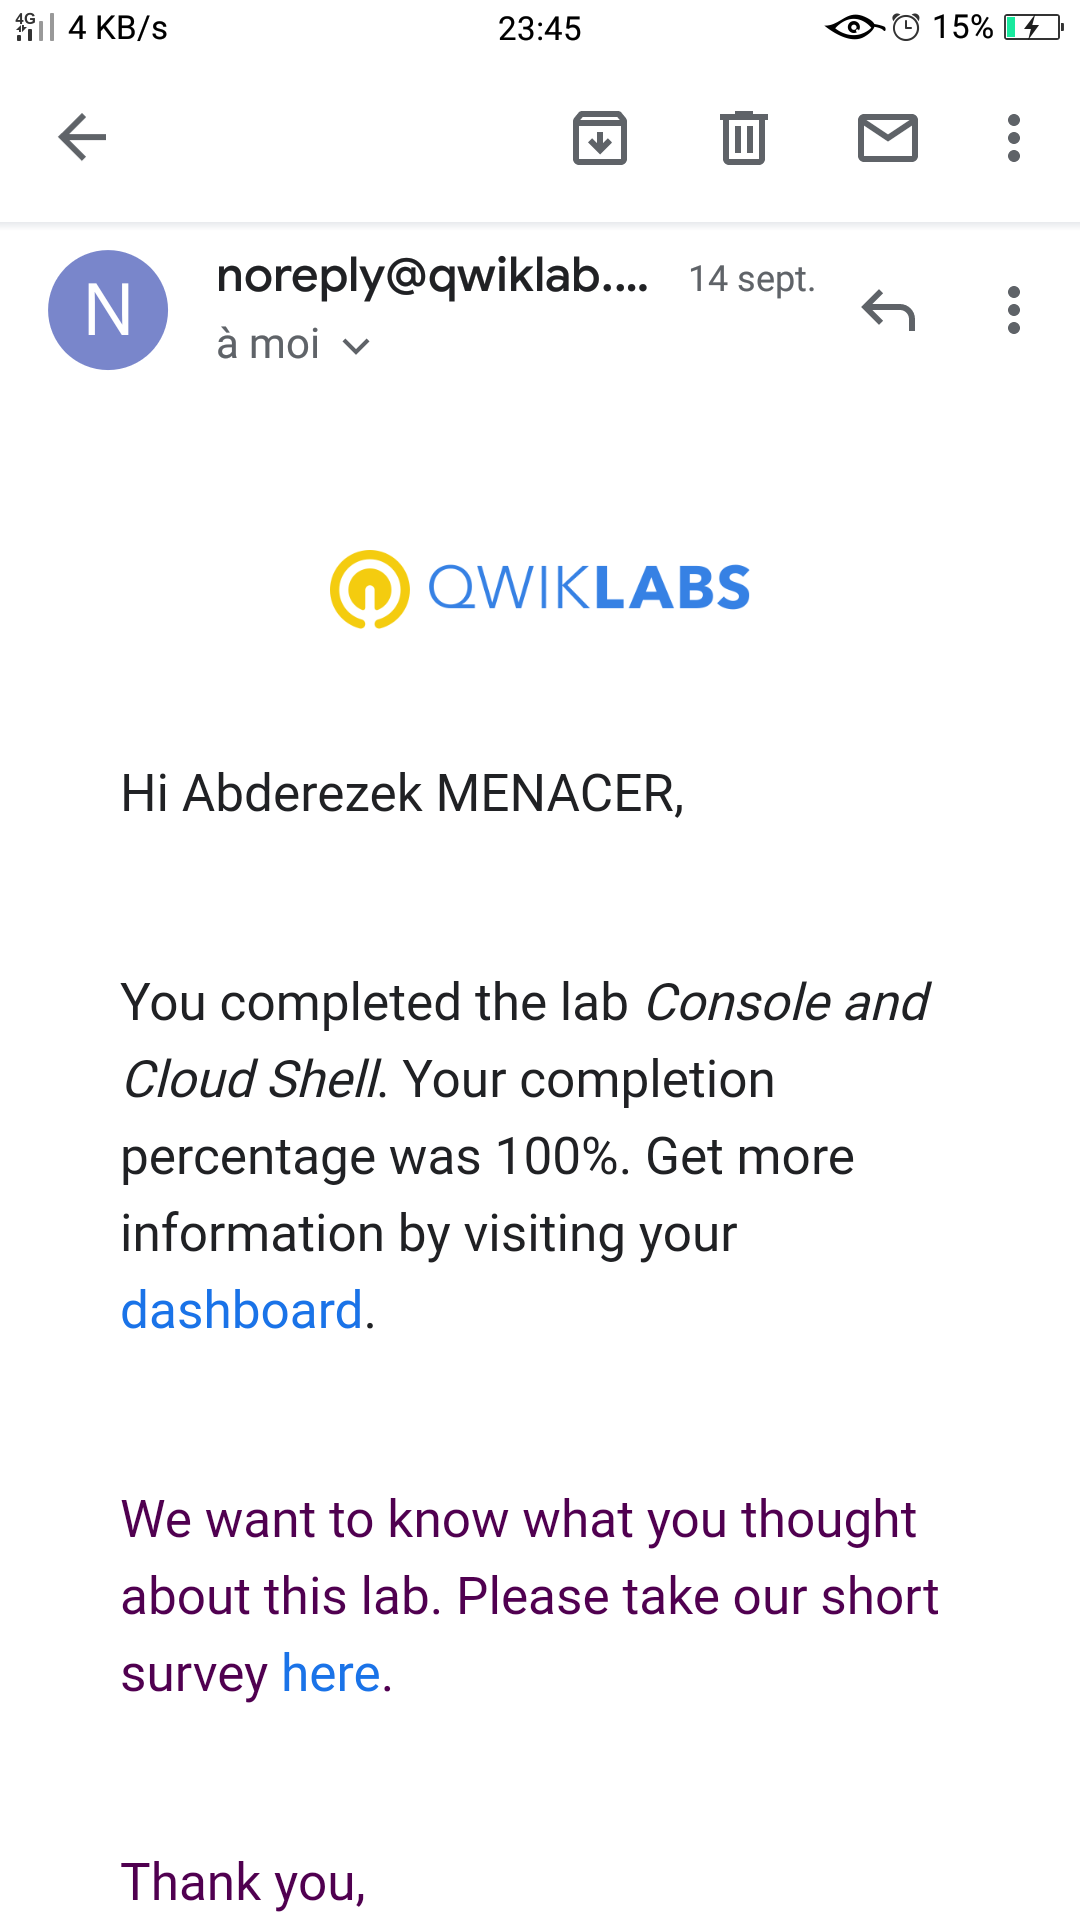 4G 4 KB/s 23:45 15%
noreply@qwiklab.... 14 sept.
N
à moi
QWIKLABS
Hi Abderezek MENACER,
You completed the lab Console and
Cloud Shell. Your completion
percentage was 100%. Get more
information by visiting your
dashboard.
We want to know what you thought
about this lab. Please take our short
survey here.
Thank you,